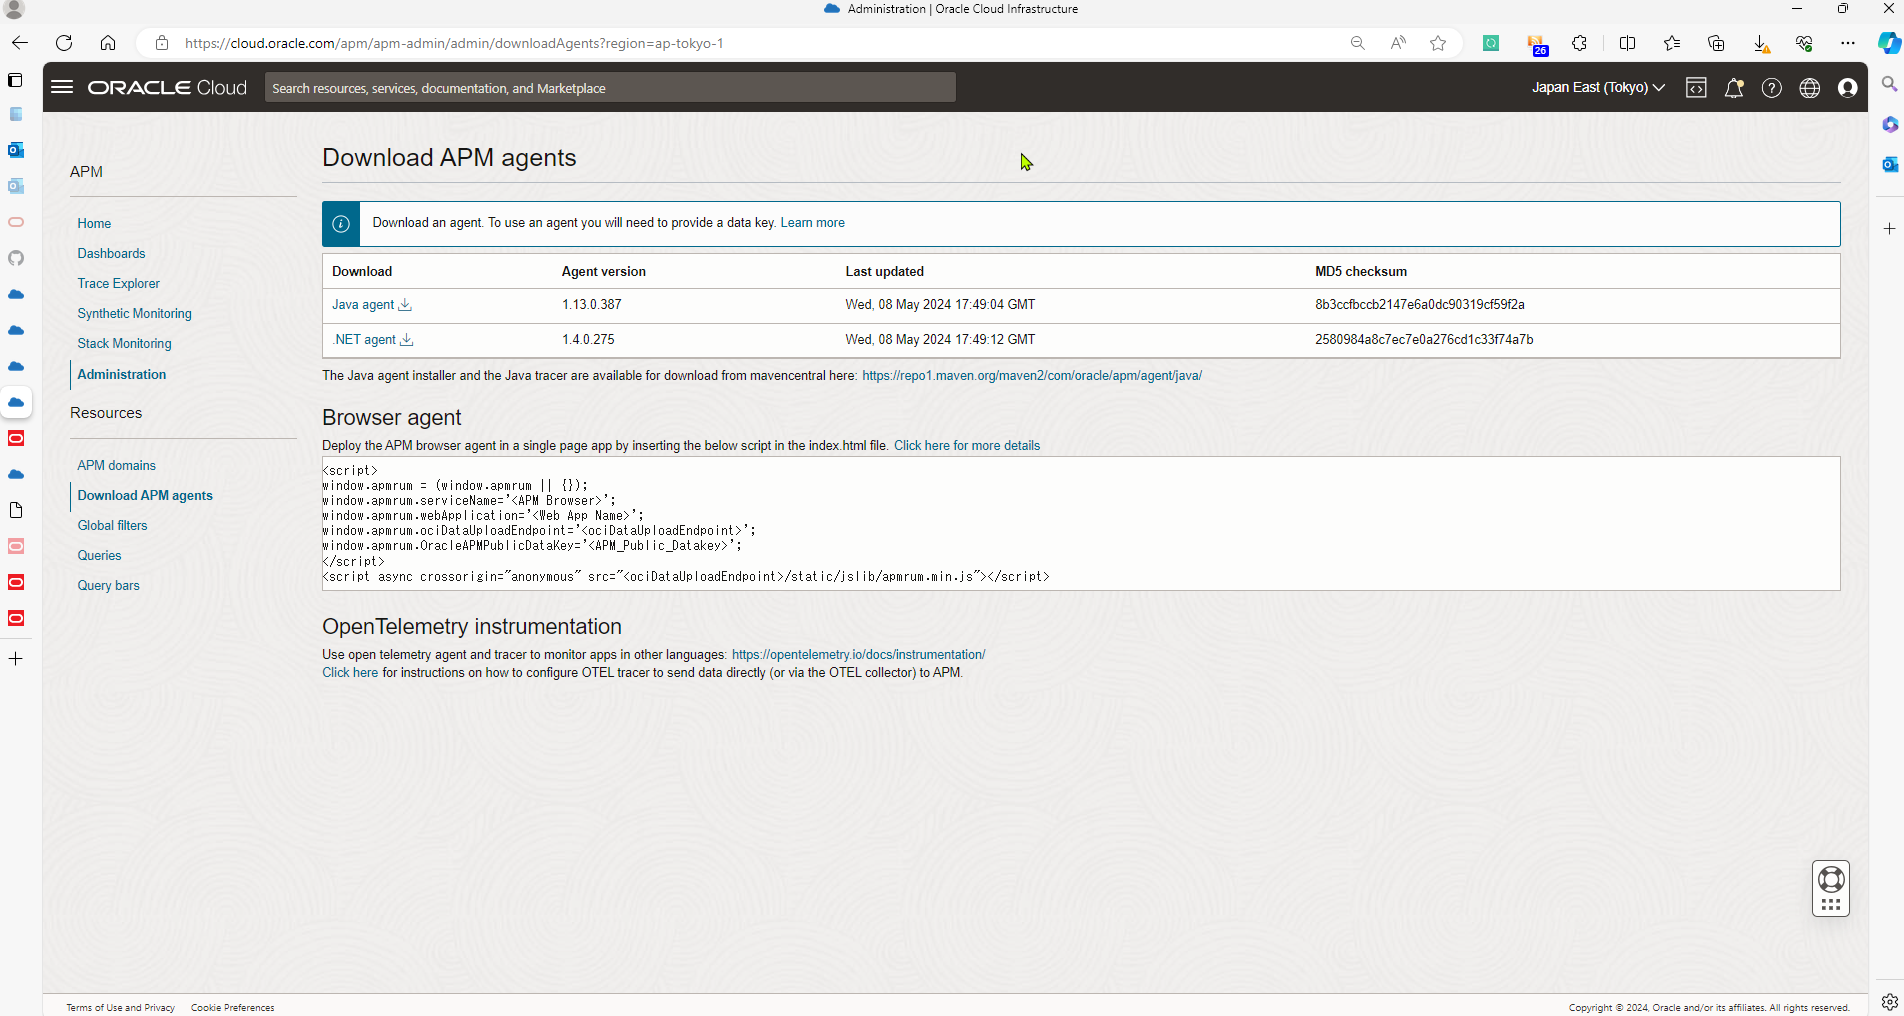 Administration | Oracle Cloud Infrastructure
https://cloud.oracle.com/apm/apm-admin/admin/downloadAgents?region=ap-tokyo-1
26
ORACLE Cloud
Search resources, services, documentation, and Marketplace
Japan East (Tokyo)
APM
Home
Dashboards
Trace Explorer
Synthetic Monitoring
Stack Monitoring
Administration
Resources
APM domains
Download APM agents
Global filters
Queries
Query bars
Download APM agents
Download an agent. To use an agent you will need to provide a data key. Learn more
Download Agent version Last updated MD5 checksum
Java agent 1.13.0.387 Wed, 08 May 2024 17:49:04 GMT 8b3ccfbccb2147e6a0dc90319cf59f2a
.NET agent 1.4.0.275 Wed, 08 May 2024 17:49:12 GMT 2580984a8c7ec7e0a276cd1c33f74a7b
The Java agent installer and the Java tracer are available for download from mavencentral here: https://repo1.maven.org/maven2/com/oracle/apm/agent/java/
Browser agent
Deploy the APM browser agent in a single page app by inserting the below script in the index.html file. Click here for more details
<script>
window.apmrum = (window.apmrum || {});
window.apmrum.serviceName='<APM Browser>';
window.apmrum.webApplication='<Web App Name>';
window.apmrum.ociDataUploadEndpoint='<ociDataUploadEndpoint>';
window.apmrum.OracleAPMPublicDataKey='<APM_Public_Datakey>';
</script>
<script async crossorigin="anonymous" src="<ociDataUploadEndpoint>/static/jslib/apmrum.min.js"></script>
OpenTelemetry instrumentation
Use open telemetry agent and tracer to monitor apps in other languages: https://opentelemetry.io/docs/instrumentation/
Click here for instructions on how to configure OTEL tracer to send data directly (or via the OTEL collector) to APM.
Terms of Use and Privacy Cookie Preferences
Copyright © 2024, Oracle and/or its affiliates. All rights reserved.